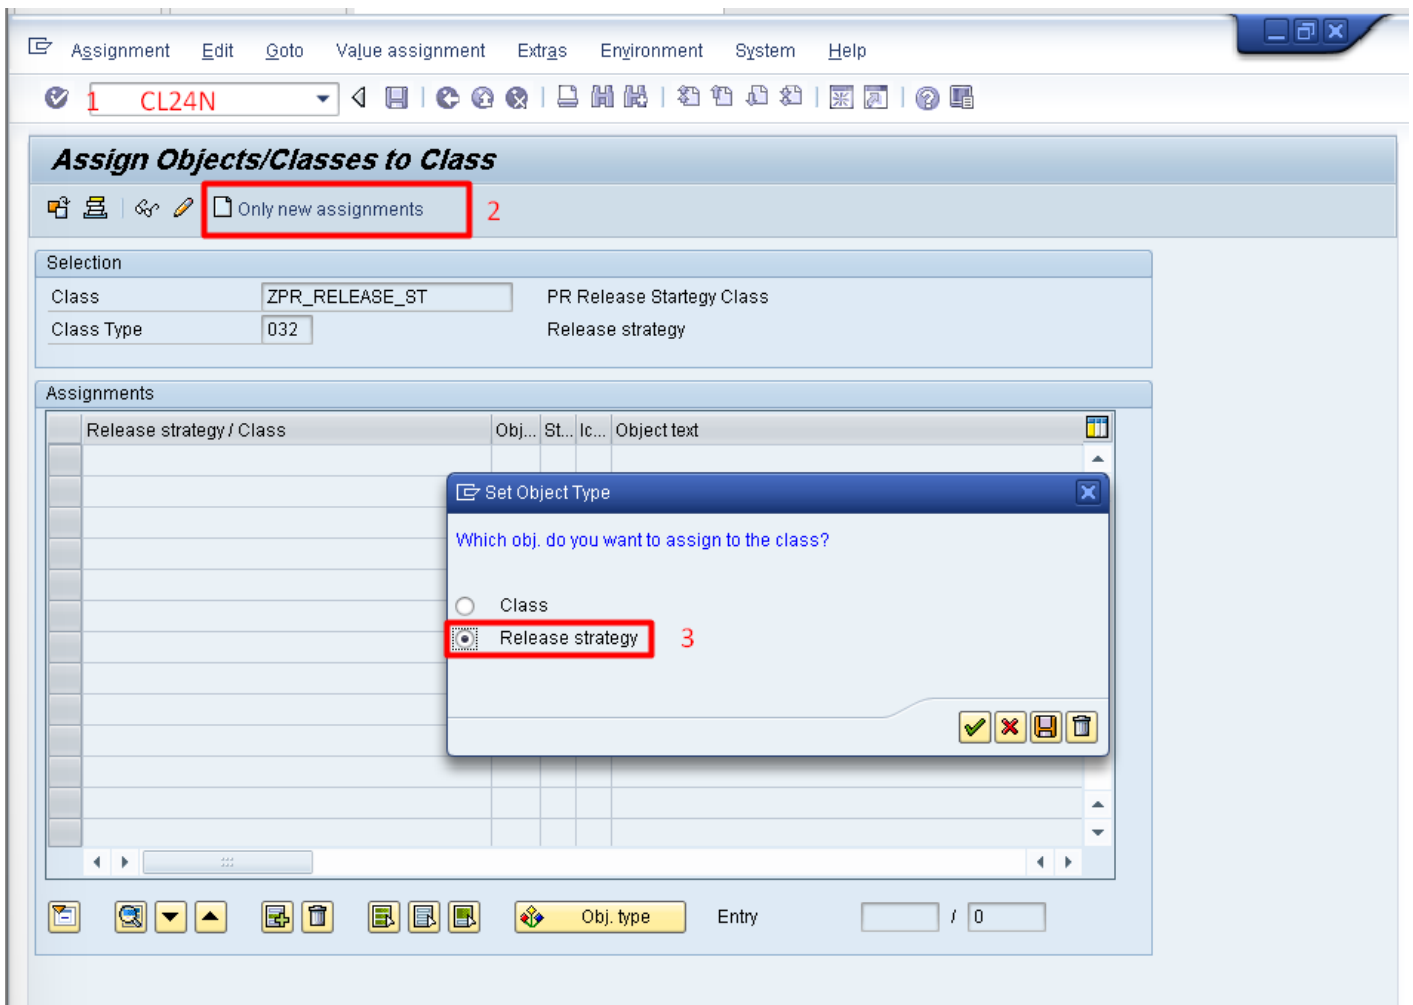 Assignment Edit Goto Value assignment Extras Environment System Help
1 CL24N
Assign Objects/Classes to Class
Only new assignments 2
Selection
Class ZPR_RELEASE_ST PR Release Startegy Class
Class Type 032 Release strategy
Assignments
Release strategy / Class Obj... St... Ic... Object text
Set Object Type
Which obj. do you want to assign to the class?
Class
Release strategy 3
Obj. type Entry / 0